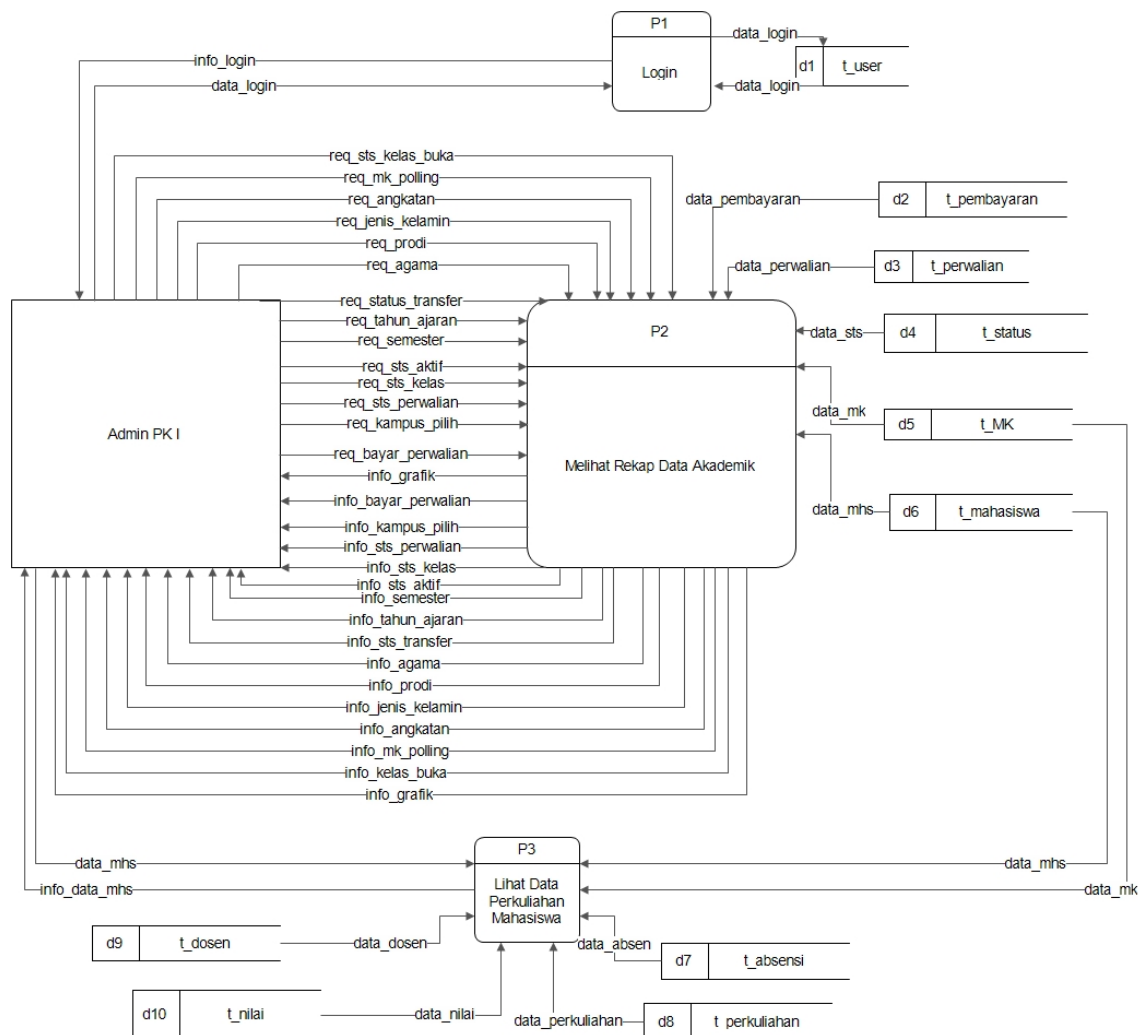 P1
Login
data_login
d1
t_user
data_login
info_login
data_login
req_sts_kelas_buka
req_mk_polling
req_angkatan
req_jenis_kelamin
req_prodi
req_agama
data_pembayaran
d2
t_pembayaran
data_perwalian
d3
t_perwalian
Admin PK I
req_status_transfer
req_tahun_ajaran
req_semester
req_sts_aktif
req_sts_kelas
req_sts_perwalian
req_kampus_pilih
req_bayar_perwalian
info_grafik
info_bayar_perwalian
info_kampus_pilih
info_sts_perwalian
info_sts_kelas
info_sts_aktif
info_semester
info_tahun_ajaran
info_sts_transfer
info_agama
info_prodi
info_jenis_kelamin
info_angkatan
info_mk_polling
info_kelas_buka
info_grafik
P2
Melihat Rekap Data Akademik
data_sts
d4
t_status
data_mk
d5
t_MK
data_mhs
d6
t_mahasiswa
data_mhs
info_data_mhs
P3
Lihat Data
Perkuliahan
Mahasiswa
data_mhs
data_mk
d9
t_dosen
data_dosen
data_absen
d7
t_absensi
d10
t_nilai
data_nilai
data_perkuliahan
d8
t_perkuliahan